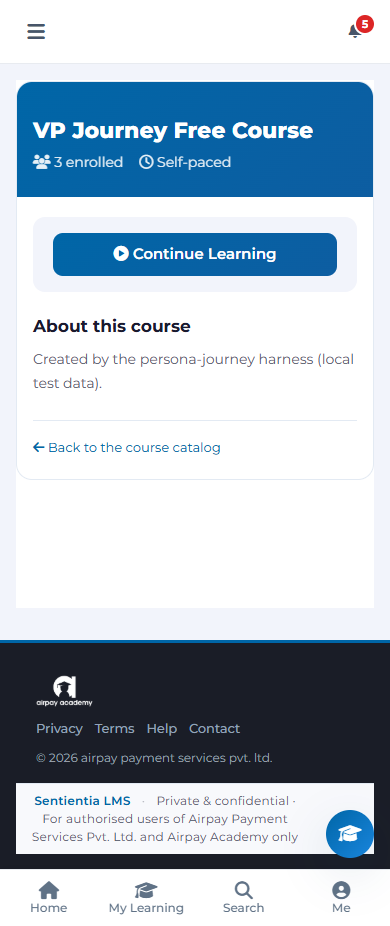 5
VP Journey Free Course
3 enrolled Self-paced
Continue Learning
About this course
Created by the persona-journey harness (local
test data).
Back to the course catalog
airpay academy
Privacy Terms Help Contact
© 2026 airpay payment services pvt. ltd.
Sentientia LMS · Private & confidential ·
For authorised users of Airpay Payment
Services Pvt. Ltd. and Airpay Academy only
Home My Learning Search Me